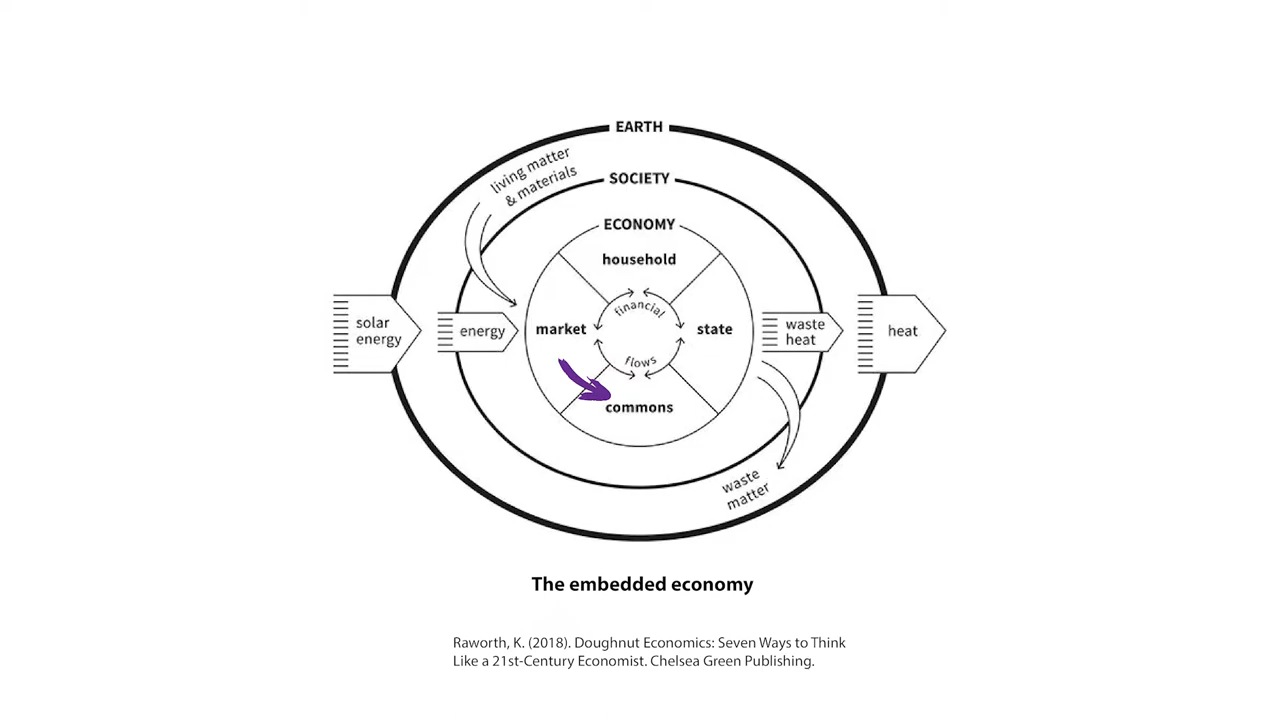 EARTH
living matter
& materials
SOCIETY
ECONOMY
household
financial
solar
energy
energy
market
state
waste
heat
heat
flows
commons
waste
matter
The embedded economy
Raworth, K. (2018). Doughnut Economics: Seven Ways to Think
Like a 21st-Century Economist. Chelsea Green Publishing.